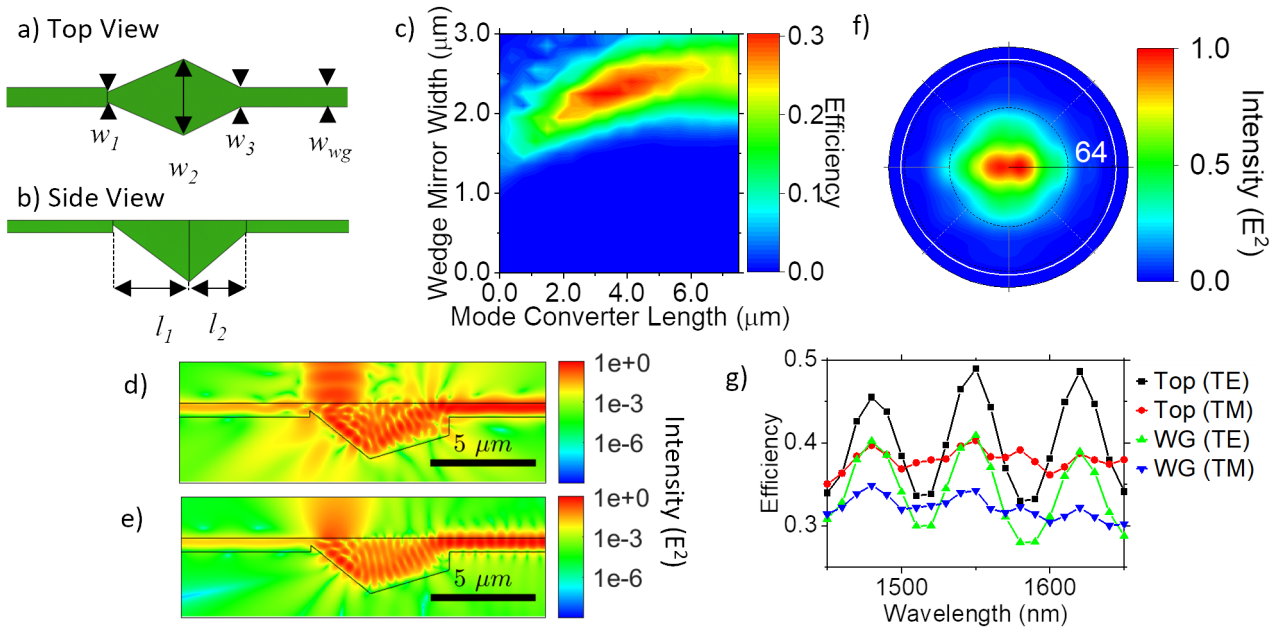 a) Top View
w1
w2
w3
wwg
b) Side View
l1
l2
c)
Wedge Mirror Width (μm)
3.0
2.0
1.0
0.0
0.0
2.0
4.0
6.0
Mode Converter Length (μm)
0.3
0.2
0.1
0.0
Efficiency
f)
64
1.0
0.5
0.0
Intensity (E2)
d)
5 μm
1e+0
1e-3
1e-6
e)
5 μm
1e+0
1e-3
1e-6
Intensity (E2)
g)
Efficiency
0.5
0.4
0.3
1500
1600
Wavelength (nm)
Top (TE)
Top (TM)
WG (TE)
WG (TM)